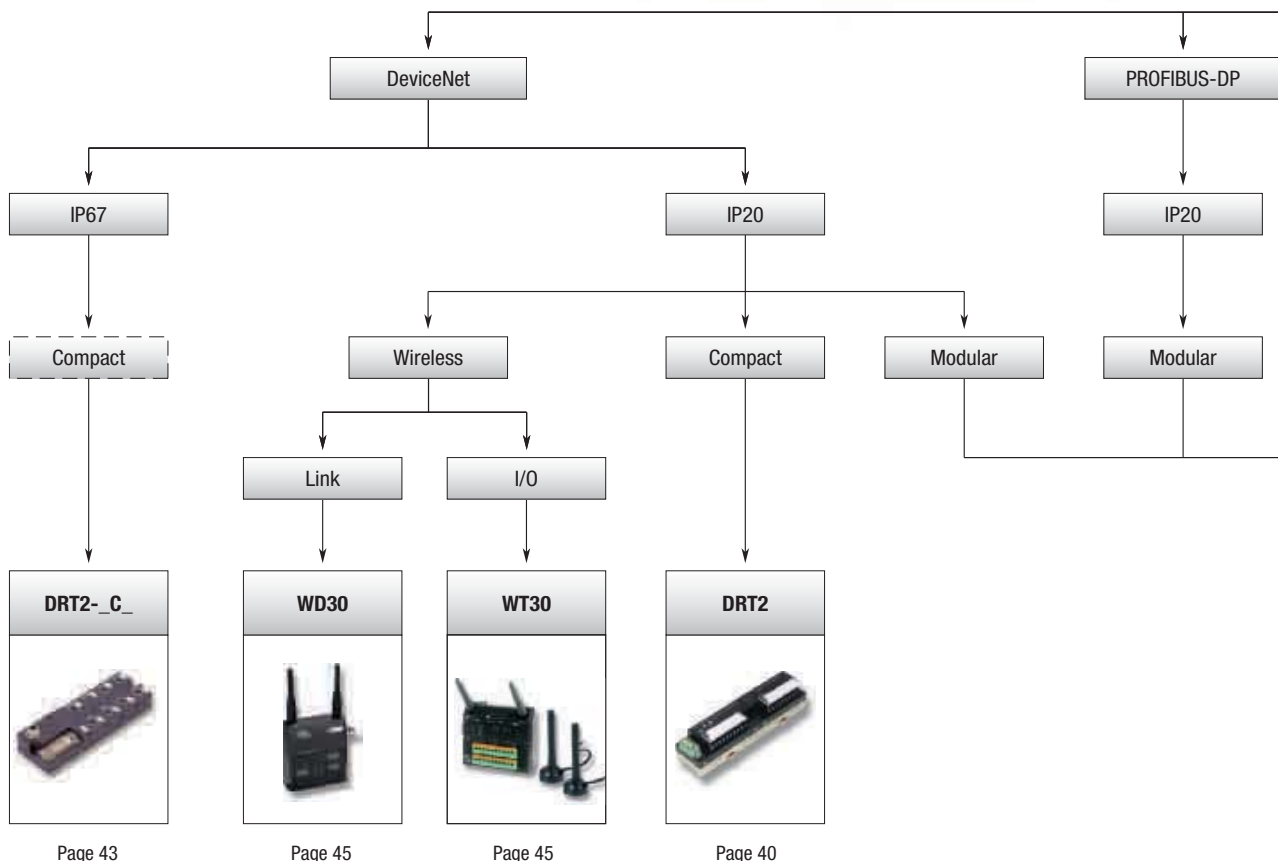 DeviceNet
PROFIBUS-DP
IP67
IP20
IP20
Compact
Wireless
Compact
Modular
Modular
Link
I/O
DRT2-_C_
WD30
WT30
DRT2
Page 43
Page 45
Page 45
Page 40